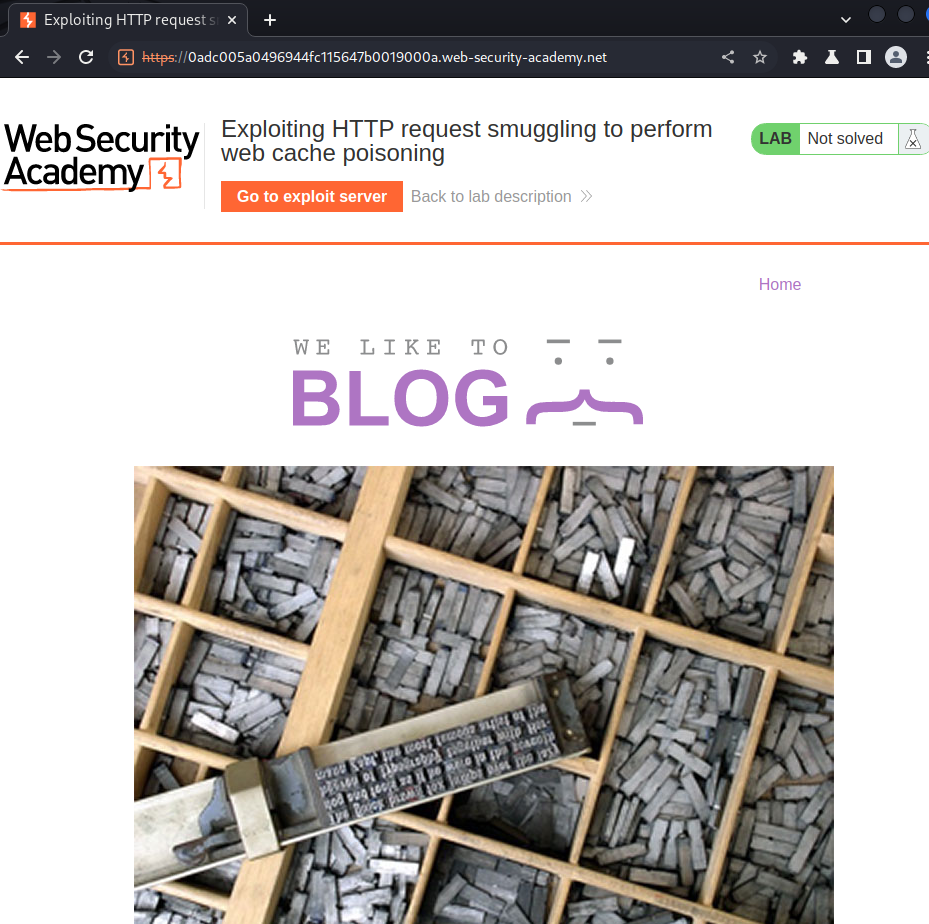 Exploiting HTTP request s
https://0adc005a0496944fc115647b0019000a.web-security-academy.net
Web Security
Academy
Exploiting HTTP request smuggling to perform
web cache poisoning
LAB Not solved
Go to exploit server Back to lab description
Home
WE LIKE TO
BLOG